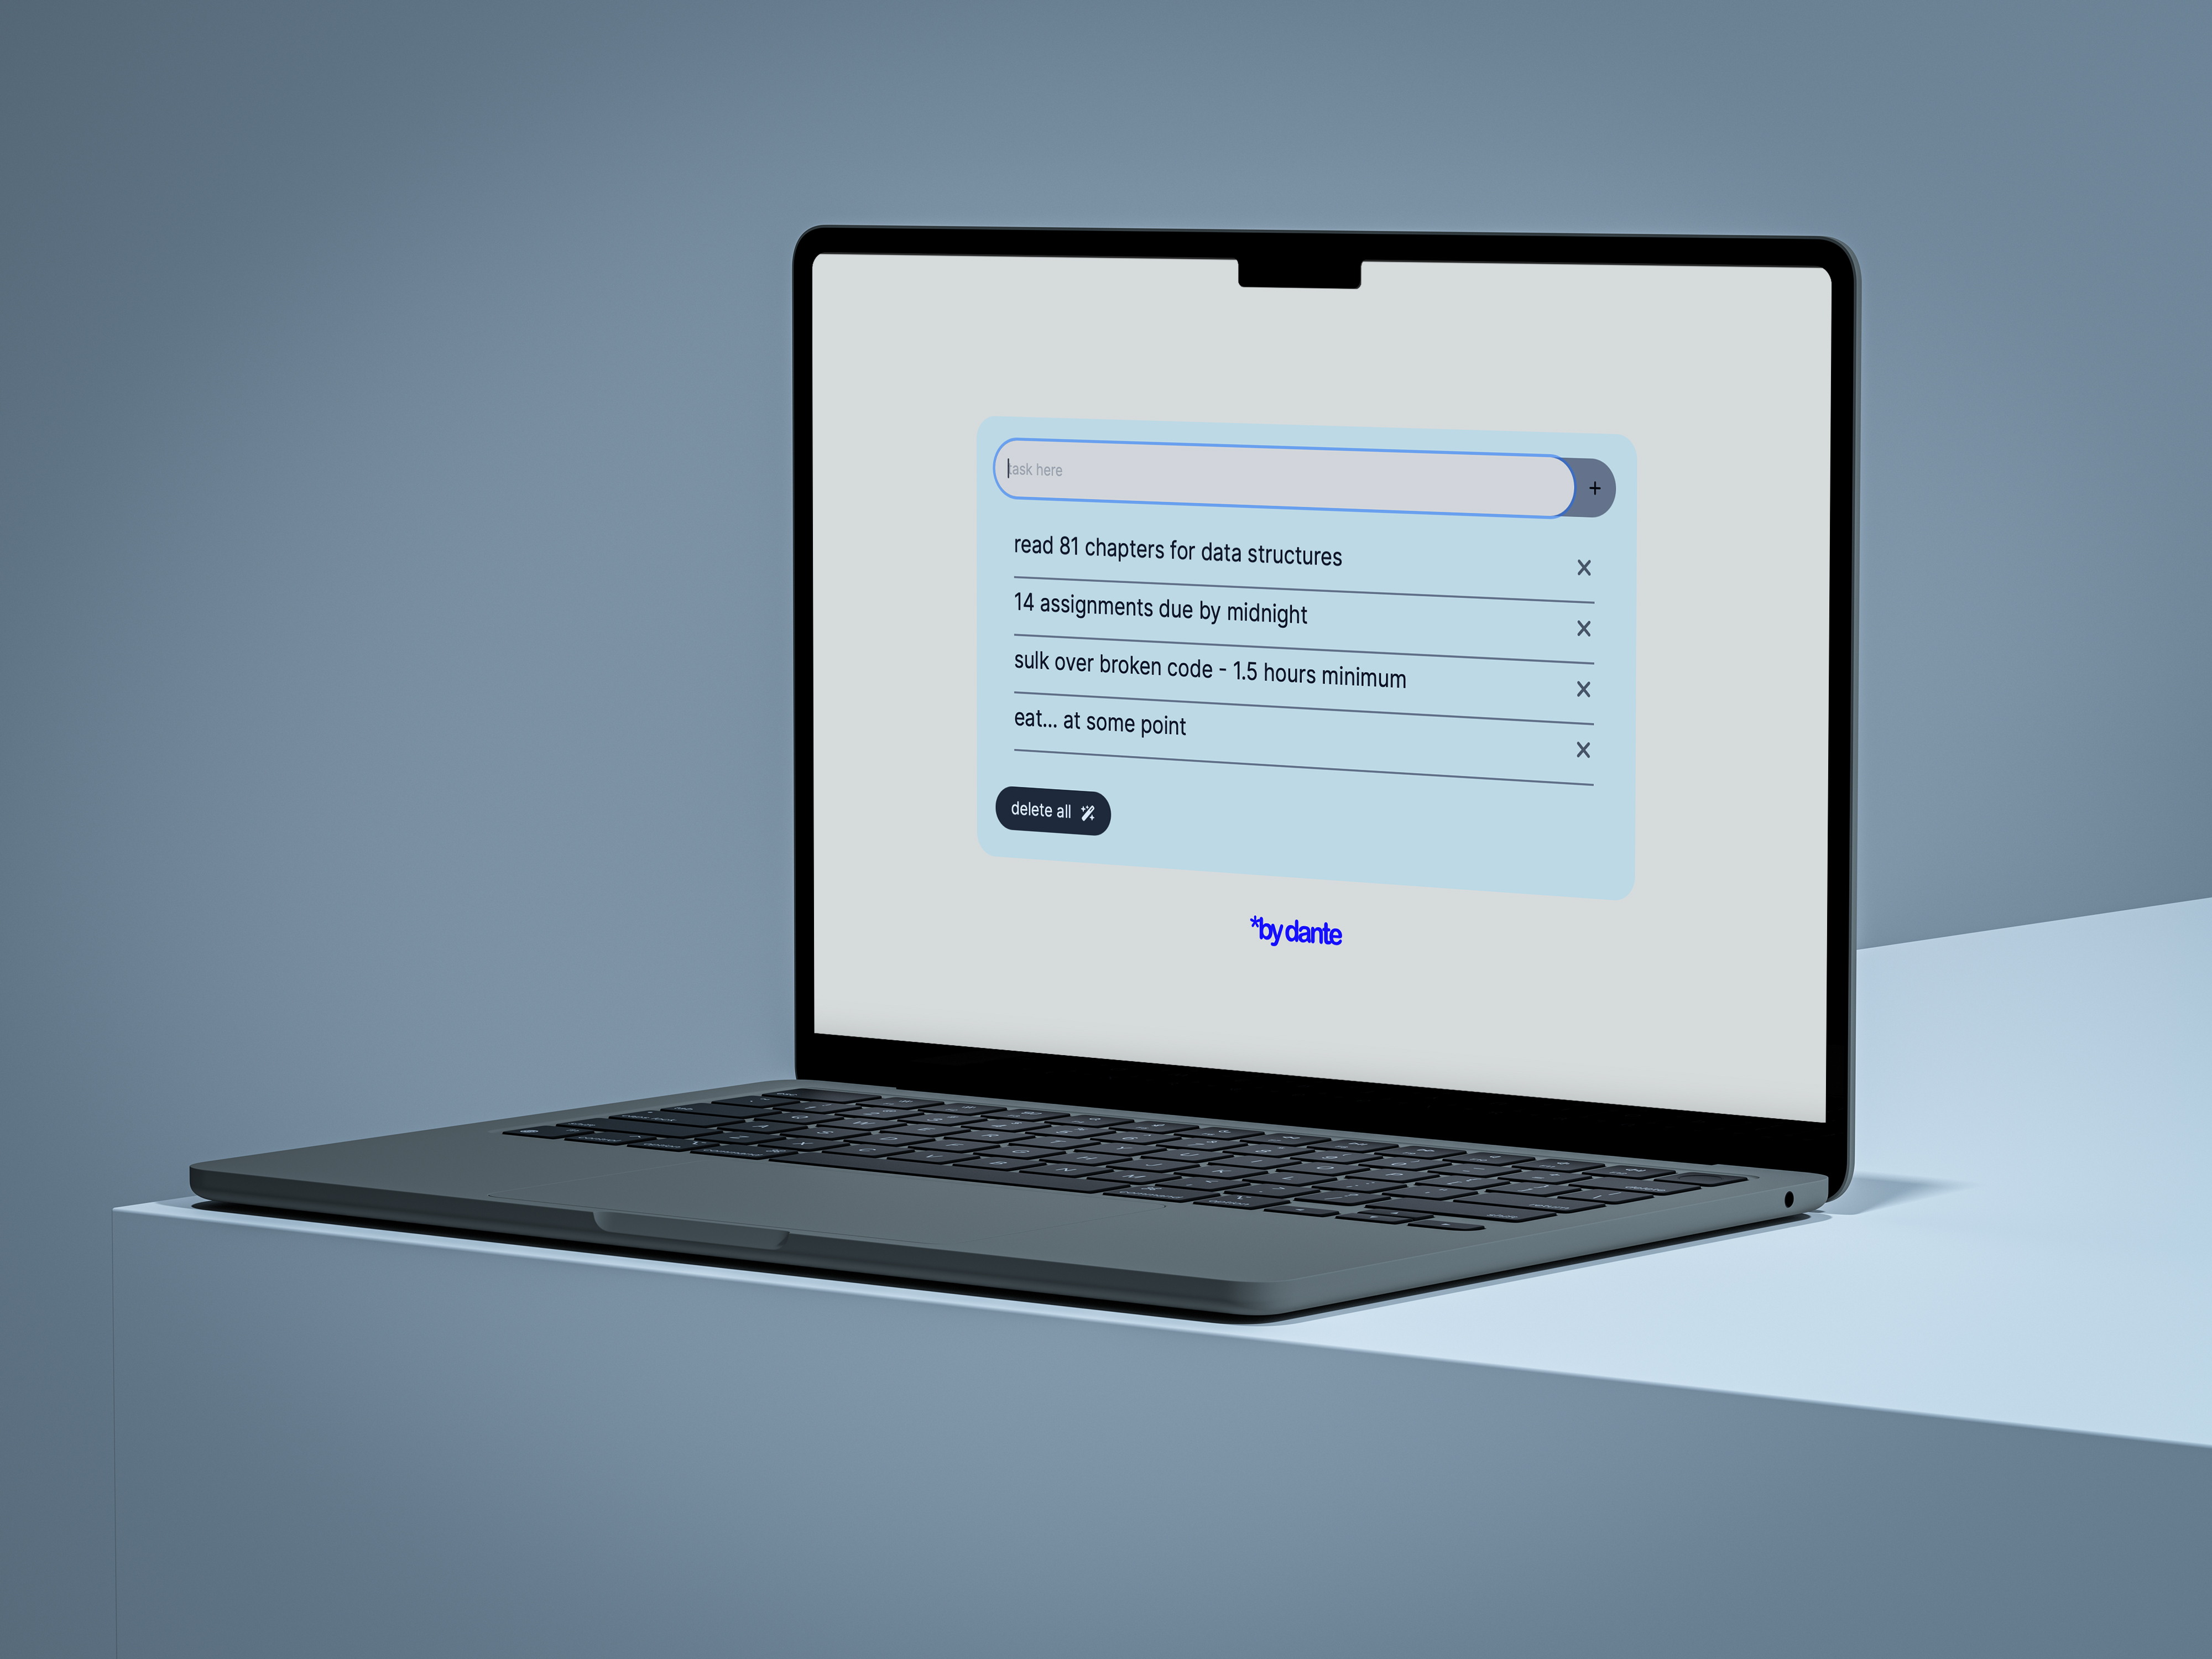 task here
+
read 81 chapters for data structures
14 assignments due by midnight
sulk over broken code - 1.5 hours minimum
eat... at some point
delete all
*by dante